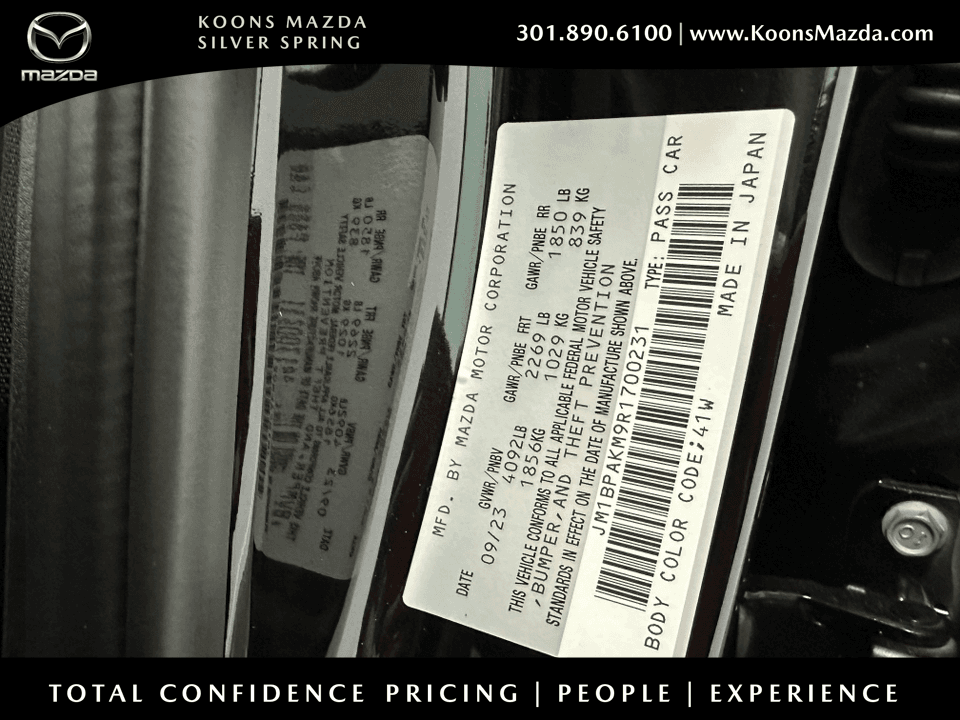 mazda
KOONS MAZDA
SILVER SPRING
301.890.6100 | www.KoonsMazda.com
MFD. BY MAZDA MOTOR CORPORATION
DATE GVWR/PNBV GAWR/PNBE FRT GAWR/PNBE RR
09/23 4092LB 2269 LB 1850 LB
1856KG 1029 KG 839 KG
THIS VEHICLE CONFORMS TO ALL APPLICABLE FEDERAL MOTOR VEHICLE SAFETY
,BUMPER,AND THEFT PREVENTION
STANDARDS IN EFFECT ON THE DATE OF MANUFACTURE SHOWN ABOVE.
JM1BPAKM9R1700231 TYPE: PASS CAR
BODY COLOR CODE;41W MADE IN JAPAN
TOTAL CONFIDENCE PRICING | PEOPLE | EXPERIENCE